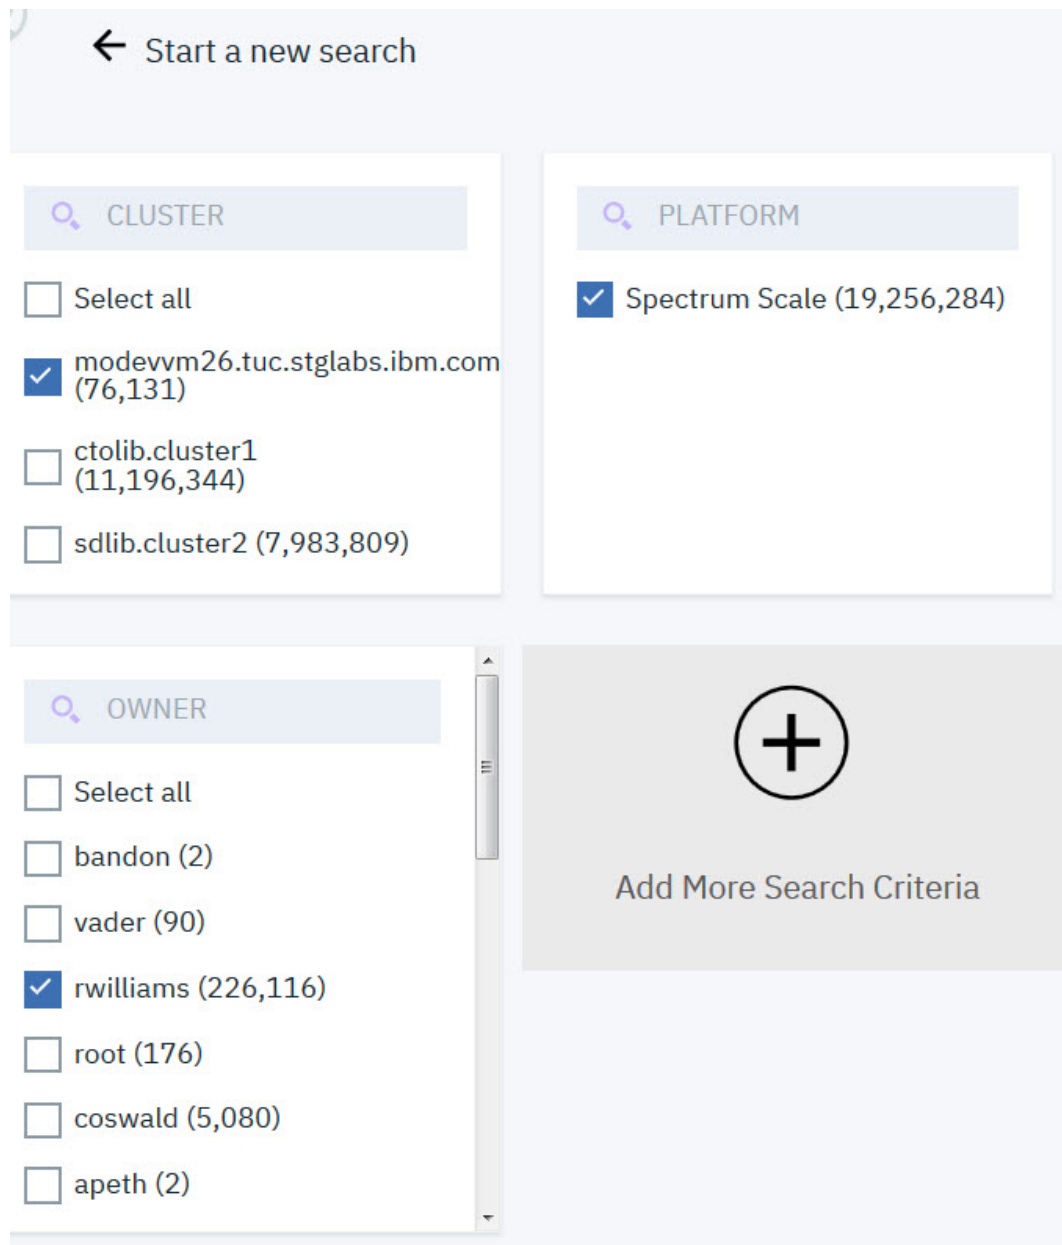 Start a new search
CLUSTER
Select all
modevvm26.tuc.stglabs.ibm.com
(76,131)
ctolib.cluster1
(11,196,344)
sdlib.cluster2 (7,983,809)
PLATFORM
Spectrum Scale (19,256,284)
OWNER
Select all
bandon (2)
vader (90)
rwilliams (226,116)
root (176)
coswald (5,080)
apeth (2)
Add More Search Criteria